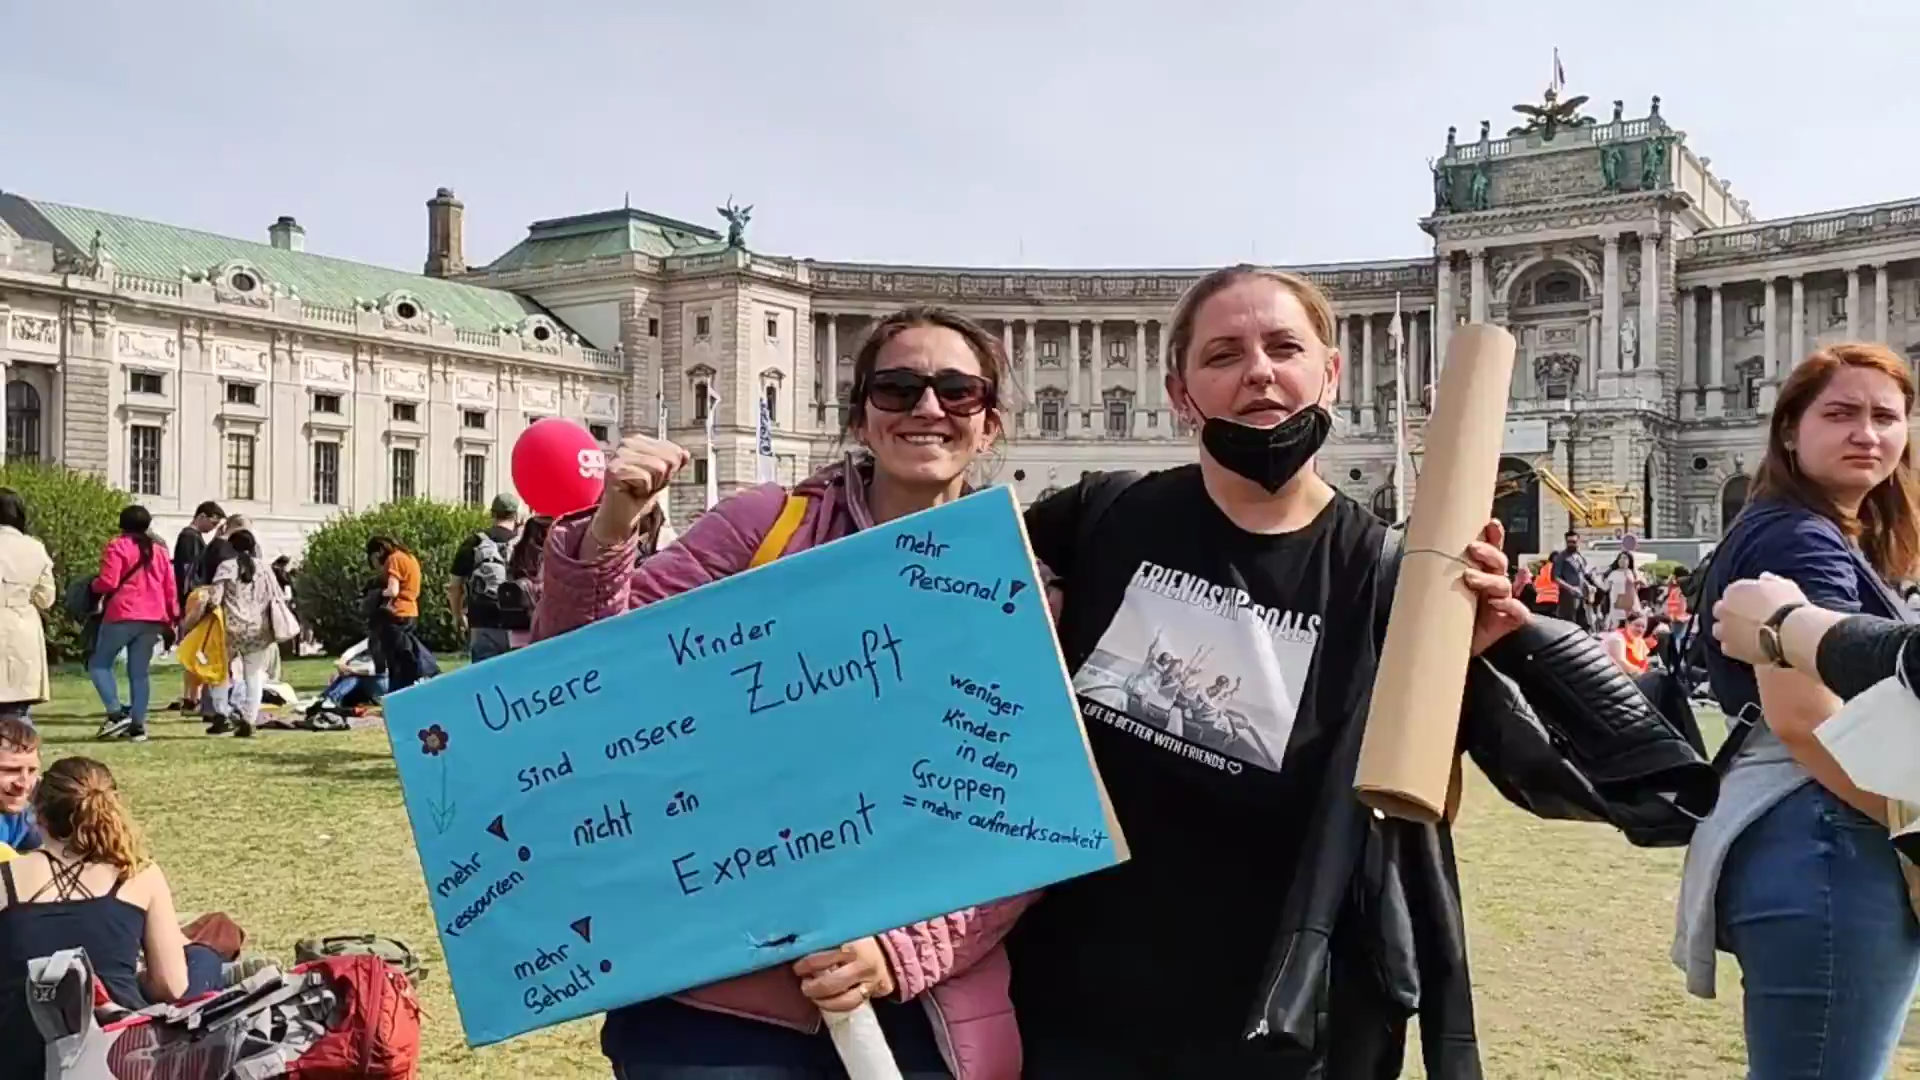 mehr
Personal!
Unsere Kinder
sind unsere Zukunft
nicht ein
Experiment
weniger
Kinder
in den
Gruppen
= mehr aufmerksamkeit
mehr
ressourcen!
mehr
Gehalt!
FRIENDSHIP GOALS
LIFE IS BETTER WITH FRIENDS